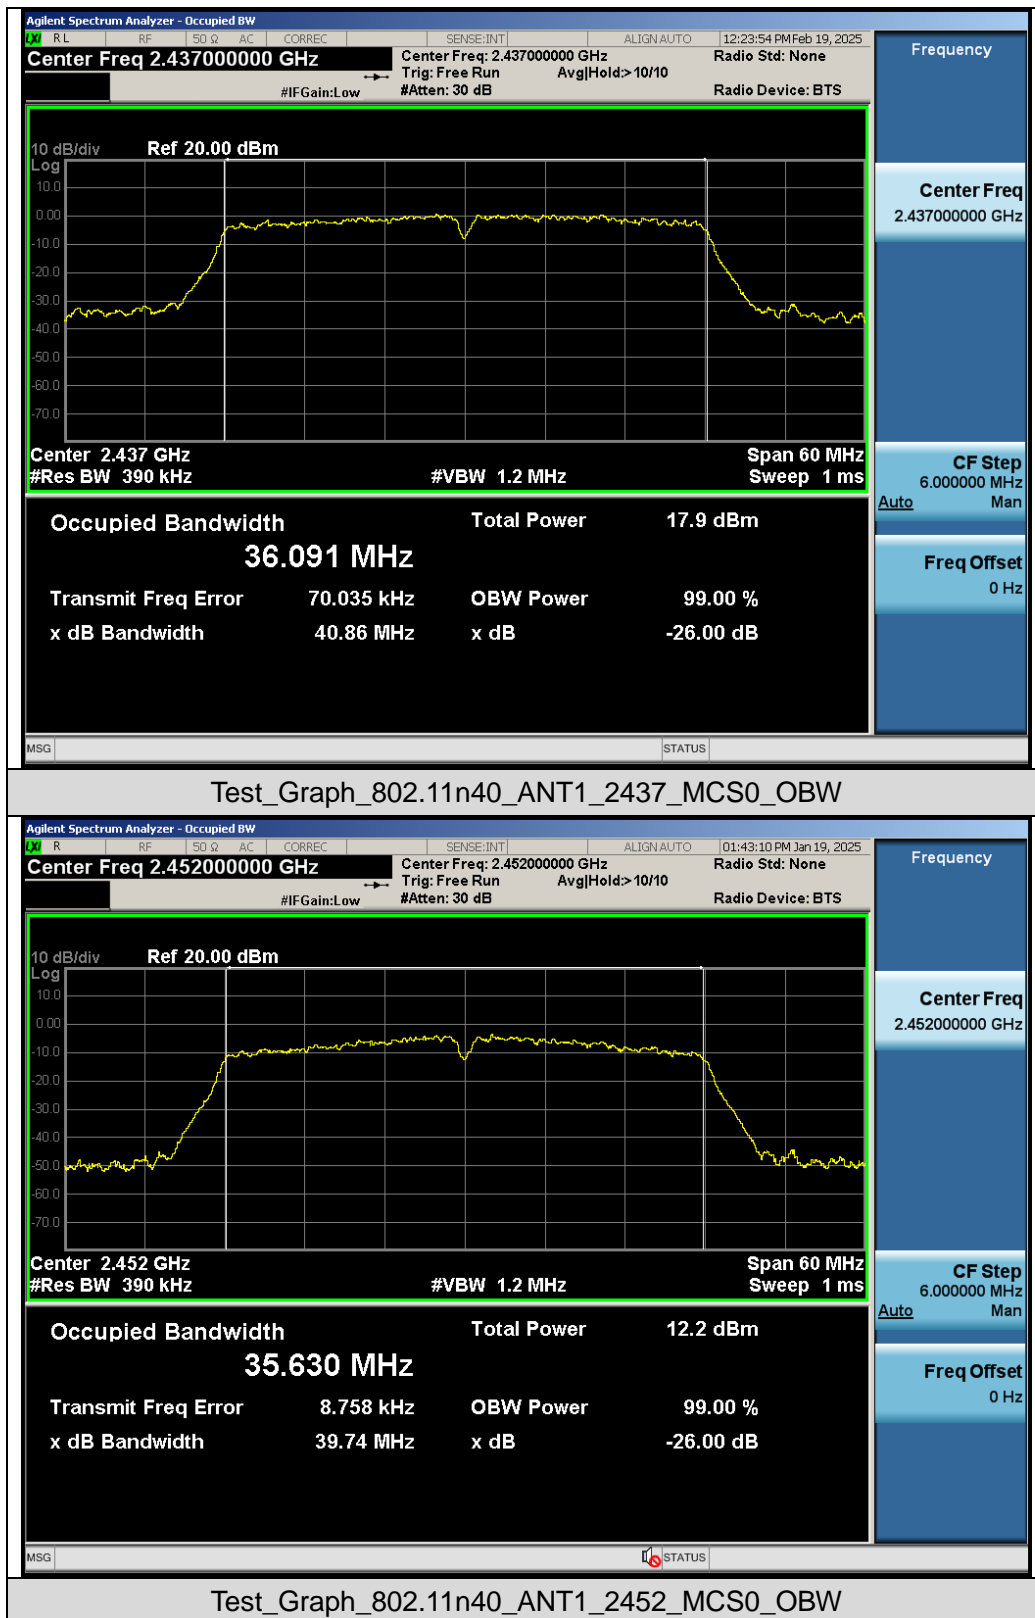 Agilent Spectrum Analyzer - Occupied BW
LXI RL RF 50 Ω AC CORREC SENSE:INT ALIGN AUTO 12:23:54 PM Feb 19, 2025
Center Freq 2.437000000 GHz Center Freq: 2.437000000 GHz Radio Std: None
Trig: Free Run Avg|Hold:> 10/10
#IFGain:Low #Atten: 30 dB Radio Device: BTS
Frequency
10 dB/div Ref 20.00 dBm
Log
10.0
0.00
-10.0
-20.0
-30.0
-40.0
-50.0
-60.0
-70.0
Center 2.437 GHz Span 60 MHz
#Res BW 390 kHz #VBW 1.2 MHz Sweep 1 ms
Center Freq
2.437000000 GHz
CF Step
6.000000 MHz
Auto Man
Freq Offset
0 Hz
Occupied Bandwidth Total Power 17.9 dBm
36.091 MHz
Transmit Freq Error 70.035 kHz OBW Power 99.00 %
x dB Bandwidth 40.86 MHz x dB -26.00 dB
MSG STATUS
Test_Graph_802.11n40_ANT1_2437_MCS0_OBW
Agilent Spectrum Analyzer - Occupied BW
LXI R RF 50 Ω AC CORREC SENSE:INT ALIGN AUTO 01:43:10 PM Jan 19, 2025
Center Freq 2.452000000 GHz Center Freq: 2.452000000 GHz Radio Std: None
Trig: Free Run Avg|Hold:> 10/10
#IFGain:Low #Atten: 30 dB Radio Device: BTS
Frequency
10 dB/div Ref 20.00 dBm
Log
10.0
0.00
-10.0
-20.0
-30.0
-40.0
-50.0
-60.0
-70.0
Center 2.452 GHz Span 60 MHz
#Res BW 390 kHz #VBW 1.2 MHz Sweep 1 ms
Center Freq
2.452000000 GHz
CF Step
6.000000 MHz
Auto Man
Freq Offset
0 Hz
Occupied Bandwidth Total Power 12.2 dBm
35.630 MHz
Transmit Freq Error 8.758 kHz OBW Power 99.00 %
x dB Bandwidth 39.74 MHz x dB -26.00 dB
MSG STATUS
Test_Graph_802.11n40_ANT1_2452_MCS0_OBW